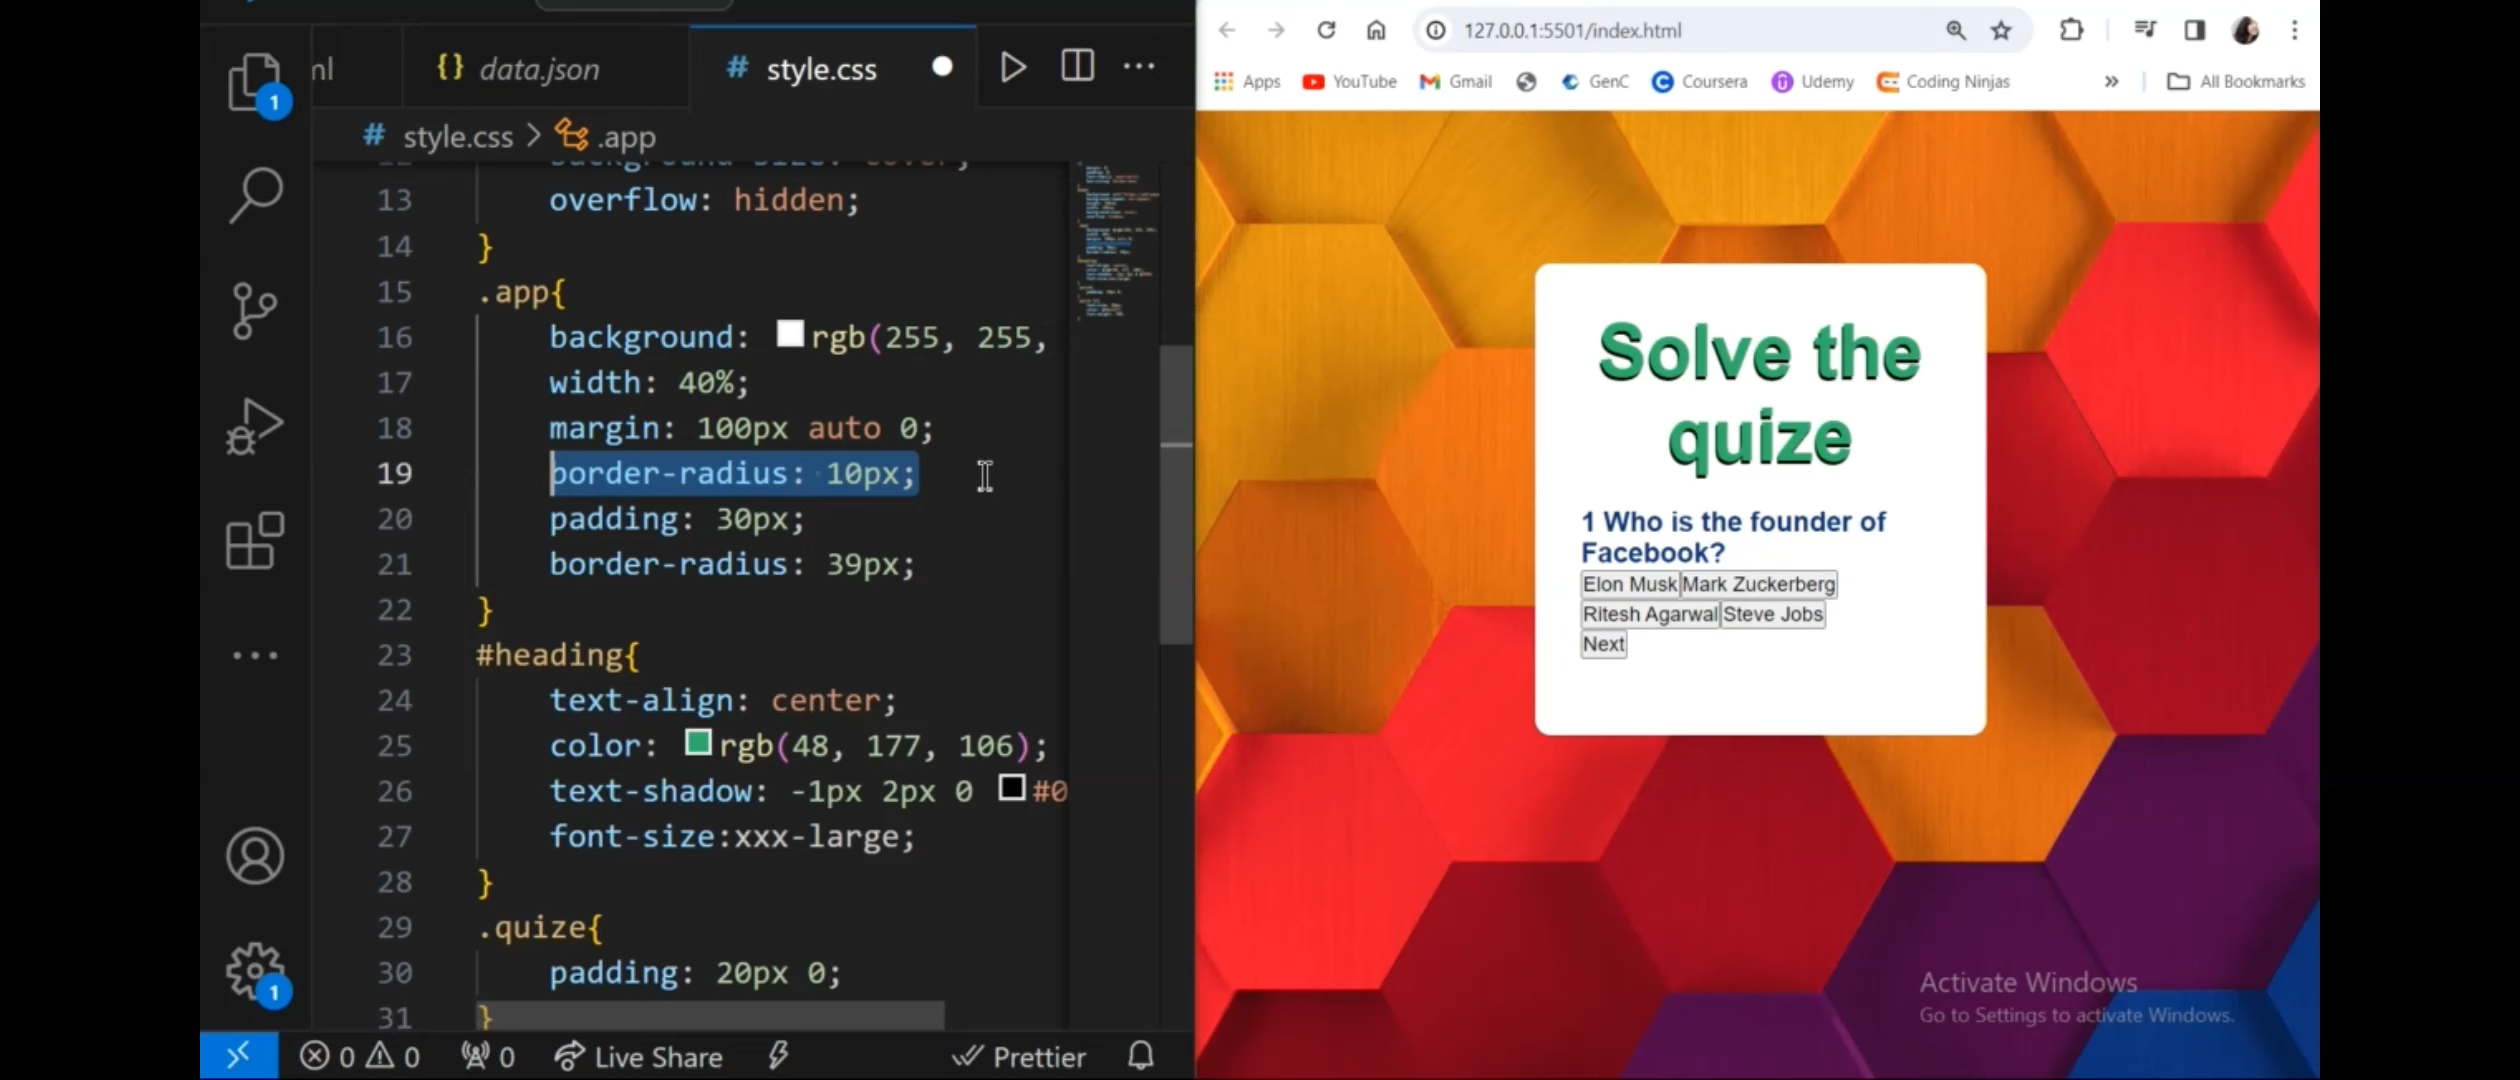 ml
{} data.json
# style.css
# style.css > .app
background-size: cover;
13 overflow: hidden;
14 }
15 .app{
16 background: rgb(255, 255,
17 width: 40%;
18 margin: 100px auto 0;
19 border-radius: 10px;
20 padding: 30px;
21 border-radius: 39px;
22 }
23 #heading{
24 text-align: center;
25 color: rgb(48, 177, 106);
26 text-shadow: -1px 2px 0 #0
27 font-size:xxx-large;
28 }
29 .quize{
30 padding: 20px 0;
31 }
1
1
0 0 0 Live Share Prettier
127.0.0.1:5501/index.html
Apps YouTube Gmail GenC Coursera Udemy Coding Ninjas » All Bookmarks
Solve the
quize
1 Who is the founder of
Facebook?
Elon Musk Mark Zuckerberg
Ritesh Agarwal Steve Jobs
Next
Activate Windows
Go to Settings to activate Windows.